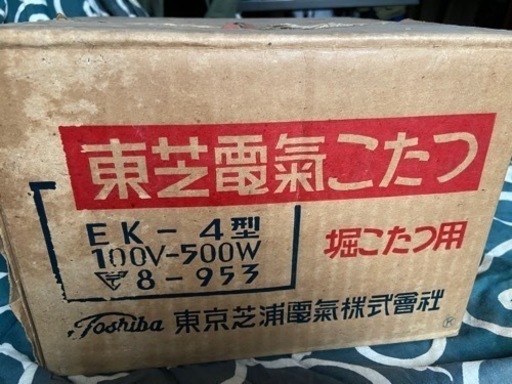 東芝電氣こたつ
EK-4型
100V-500W
8-953
堀こたつ用
Toshiba 東京芝浦電氣株式會社